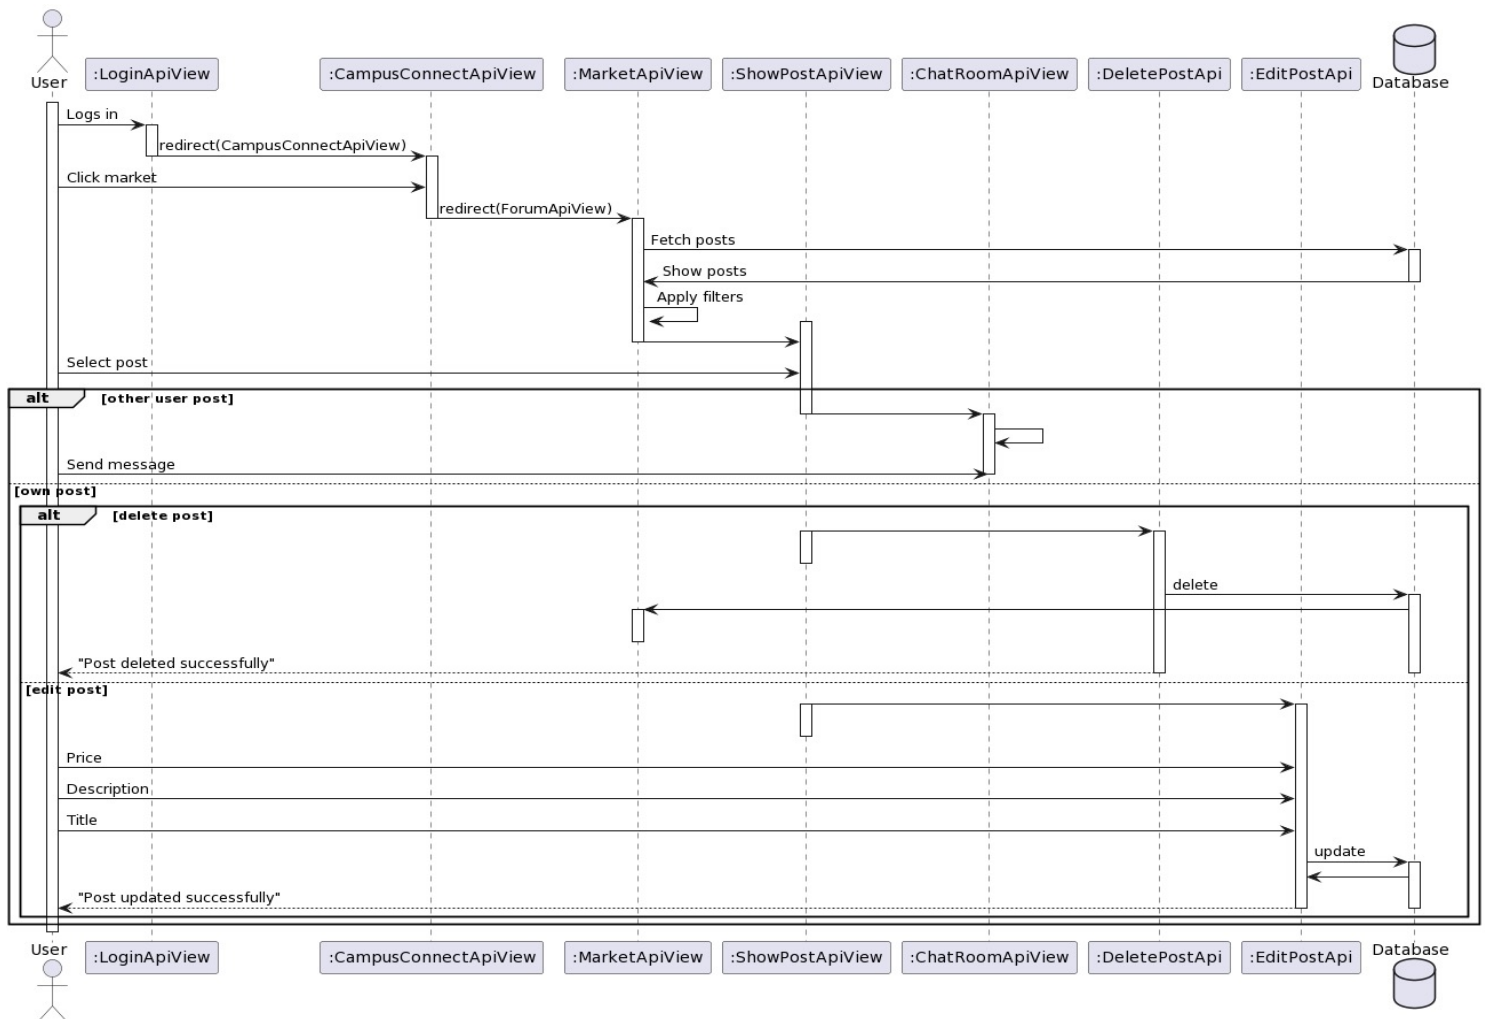 User
:LoginApiView
:CampusConnectApiView
:MarketApiView
:ShowPostApiView
:ChatRoomApiView
:DeletePostApi
:EditPostApi
Database
Logs in
redirect(CampusConnectApiView)
Click market
redirect(ForumApiView)
Fetch posts
Show posts
Apply filters
Select post
alt
[other user post]
Send message
[own post]
alt
[delete post]
delete
"Post deleted successfully"
[edit post]
Price
Description
Title
update
"Post updated successfully"
User
:LoginApiView
:CampusConnectApiView
:MarketApiView
:ShowPostApiView
:ChatRoomApiView
:DeletePostApi
:EditPostApi
Database